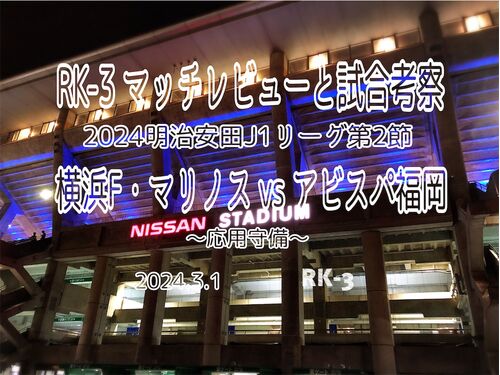 RK-3 マッチレビューと試合考察
2024明治安田J1リーグ第2節
横浜F・マリノス vs アビスパ福岡
NISSAN STADIUM
〜応用守備〜
2024.3.1
RK-3